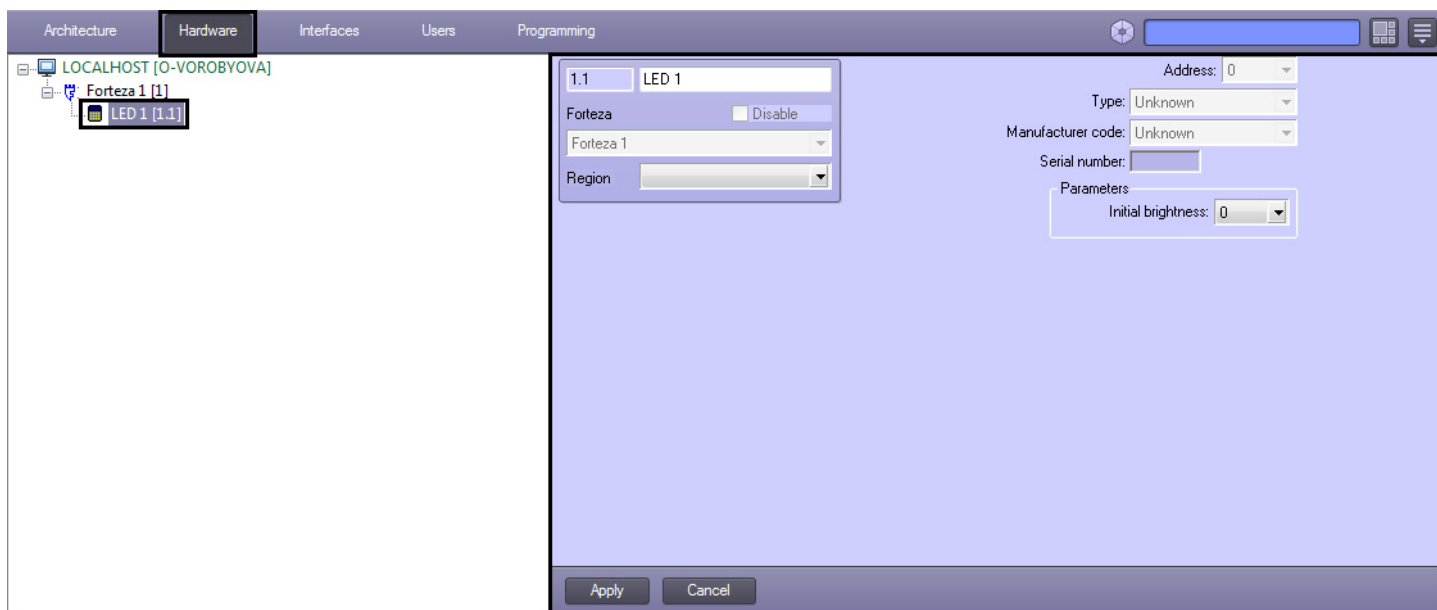 Architecture Hardware Interfaces Users Programming
LOCALHOST [O-VOROBYOVA]
Forteza 1 [1]
LED 1 [1.1]
1.1 LED 1
Forteza Disable
Forteza 1
Region
Address: 0
Type: Unknown
Manufacturer code: Unknown
Serial number:
Parameters
Initial brightness: 0
Apply Cancel